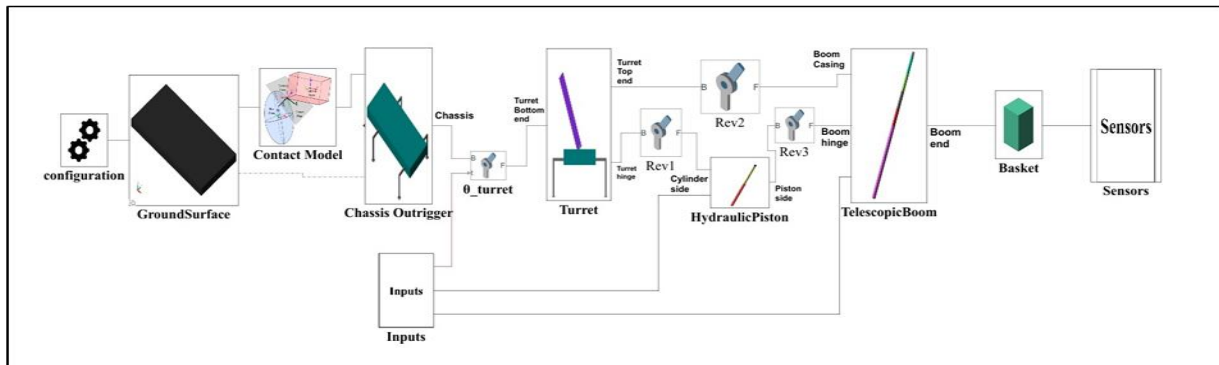 configuration
GroundSurface
Contact Model
Chassis Outrigger
Chassis
B
F
θ_turret
Turret
Bottom
end
Turret
Top
end
Turret
hinge
Turret
B
F
Rev1
B
F
Rev2
B
F
Rev3
Cylinder
side
Piston
side
HydraulicPiston
Boom
Casing
Boom
hinge
TelescopicBoom
Boom
end
Basket
Sensors
Sensors
Inputs
Inputs